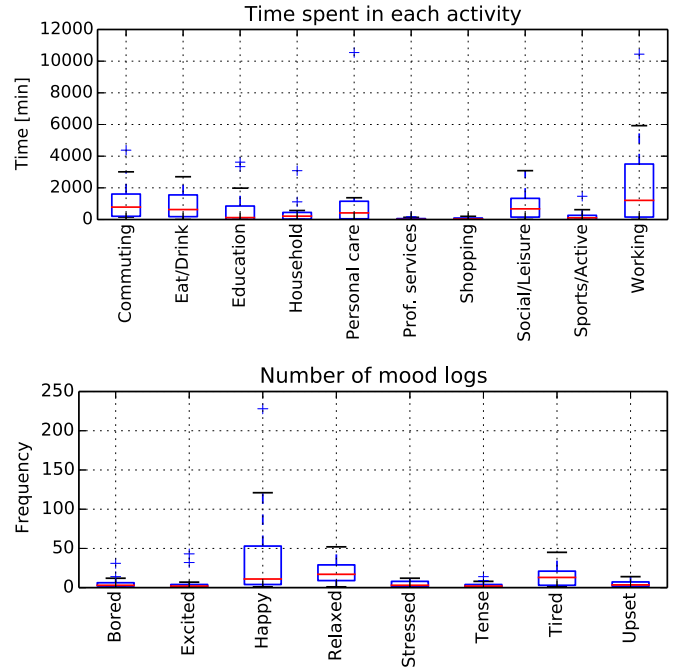 Time spent in each activity
12000
10000
8000
6000
4000
2000
0
Time [min]
Commuting
Eat/Drink
Education
Household
Personal care
Prof. services
Shopping
Social/Leisure
Sports/Active
Working
Number of mood logs
250
200
150
100
50
0
Frequency
Bored
Excited
Happy
Relaxed
Stressed
Tense
Tired
Upset